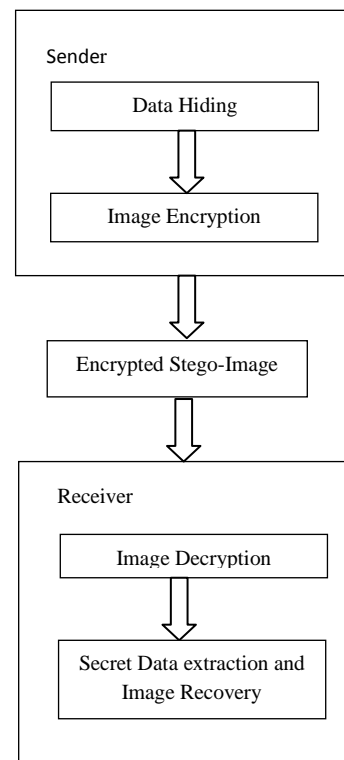 Sender
Data Hiding
Image Encryption
Encrypted Stego-Image
Receiver
Image Decryption
Secret Data extraction and
Image Recovery